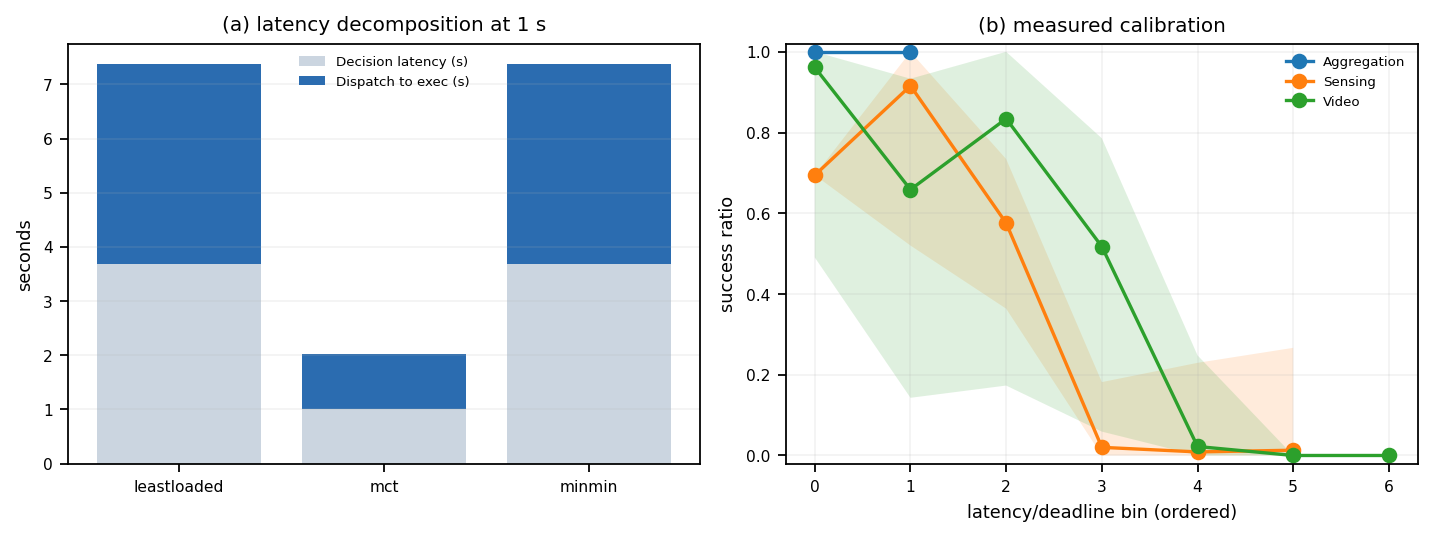 (a) latency decomposition at 1 s
seconds
7
6
5
4
3
2
1
0
Decision latency (s)
Dispatch to exec (s)
leastloaded
mct
minmin
(b) measured calibration
success ratio
1.0
0.8
0.6
0.4
0.2
0.0
Aggregation
Sensing
Video
0 1 2 3 4 5 6
latency/deadline bin (ordered)